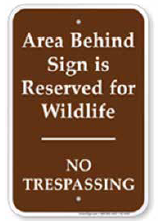 Area Behind
Sign is
Reserved for
Wildlife
NO
TRESPASSING